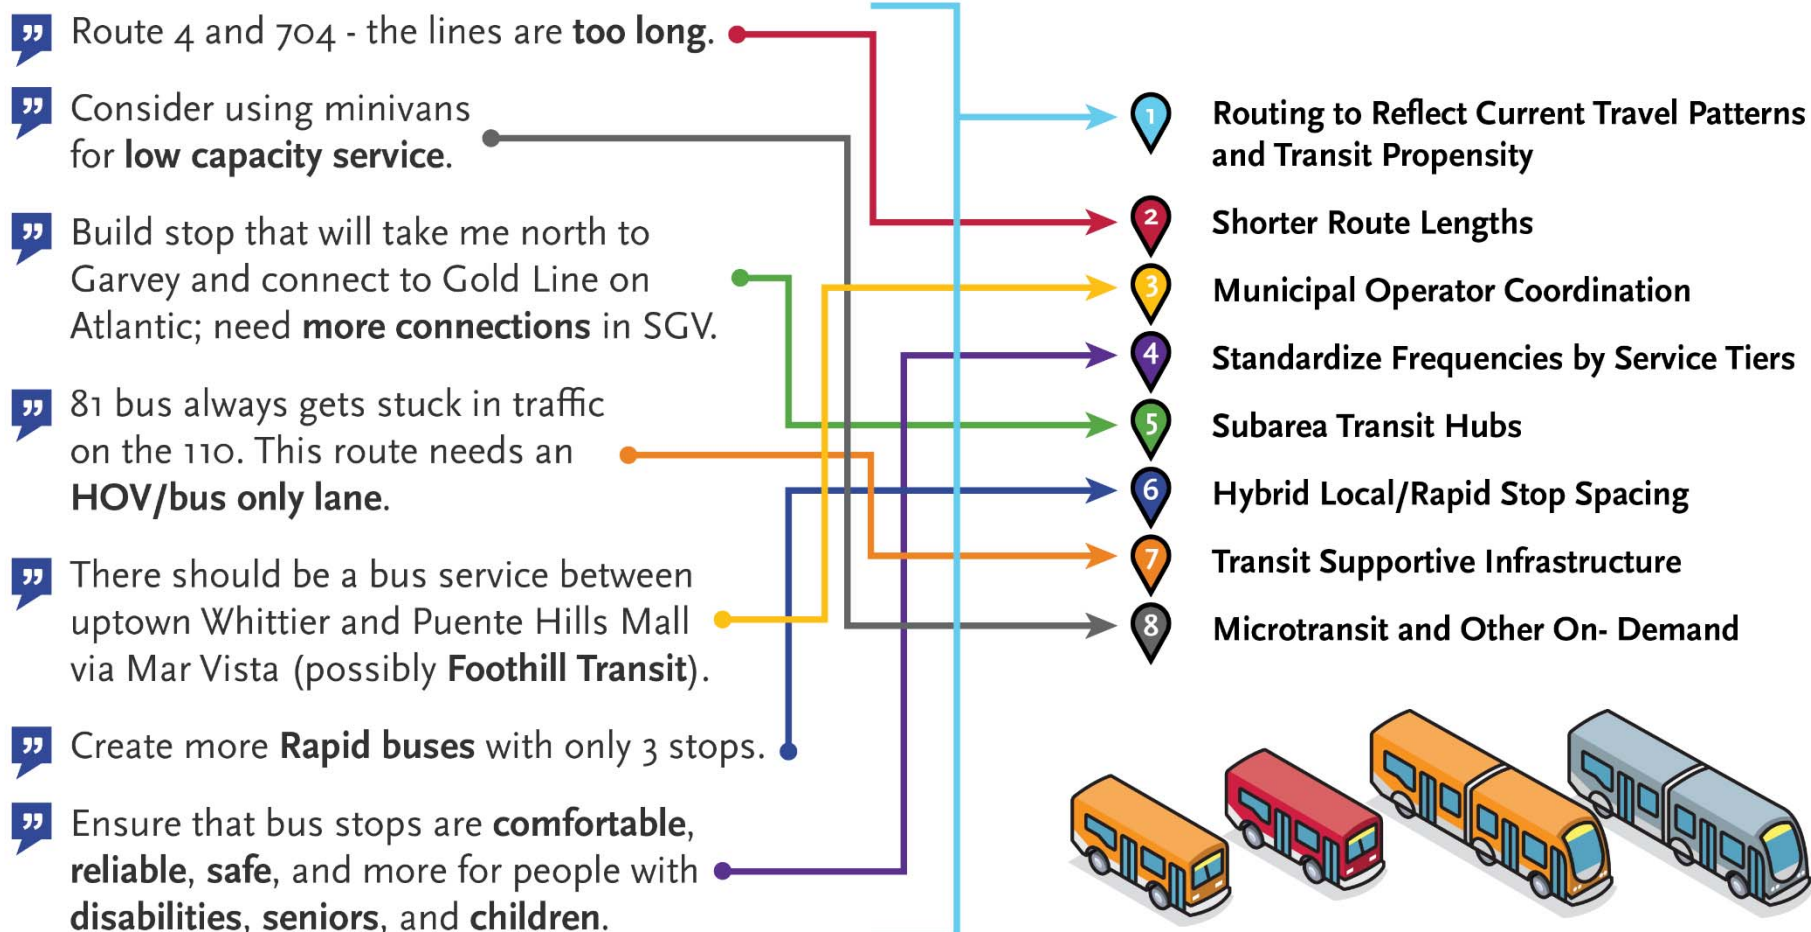 Route 4 and 704 - the lines are too long.
Consider using minivans
for low capacity service.
Build stop that will take me north to
Garvey and connect to Gold Line on
Atlantic; need more connections in SGV.
81 bus always gets stuck in traffic
on the 110. This route needs an
HOV/bus only lane.
There should be a bus service between
uptown Whittier and Puente Hills Mall
via Mar Vista (possibly Foothill Transit).
Create more Rapid buses with only 3 stops.
Ensure that bus stops are comfortable,
reliable, safe, and more for people with
disabilities, seniors, and children.
1 Routing to Reflect Current Travel Patterns
and Transit Propensity
2 Shorter Route Lengths
3 Municipal Operator Coordination
4 Standardize Frequencies by Service Tiers
5 Subarea Transit Hubs
6 Hybrid Local/Rapid Stop Spacing
7 Transit Supportive Infrastructure
8 Microtransit and Other On- Demand